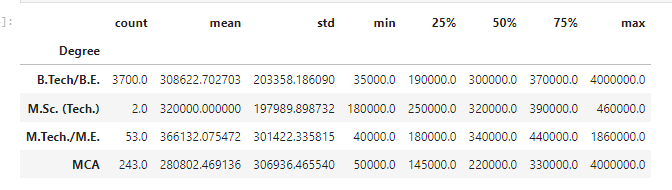 ]: count mean std min 25% 50% 75% max
Degree
B.Tech/B.E. 3700.0 308622.702703 203358.186090 35000.0 190000.0 300000.0 370000.0 4000000.0
M.Sc. (Tech.) 2.0 320000.000000 197989.898732 180000.0 250000.0 320000.0 390000.0 460000.0
M.Tech./M.E. 53.0 366132.075472 301422.335815 40000.0 180000.0 340000.0 440000.0 1860000.0
MCA 243.0 280802.469136 306936.465540 50000.0 145000.0 220000.0 330000.0 4000000.0